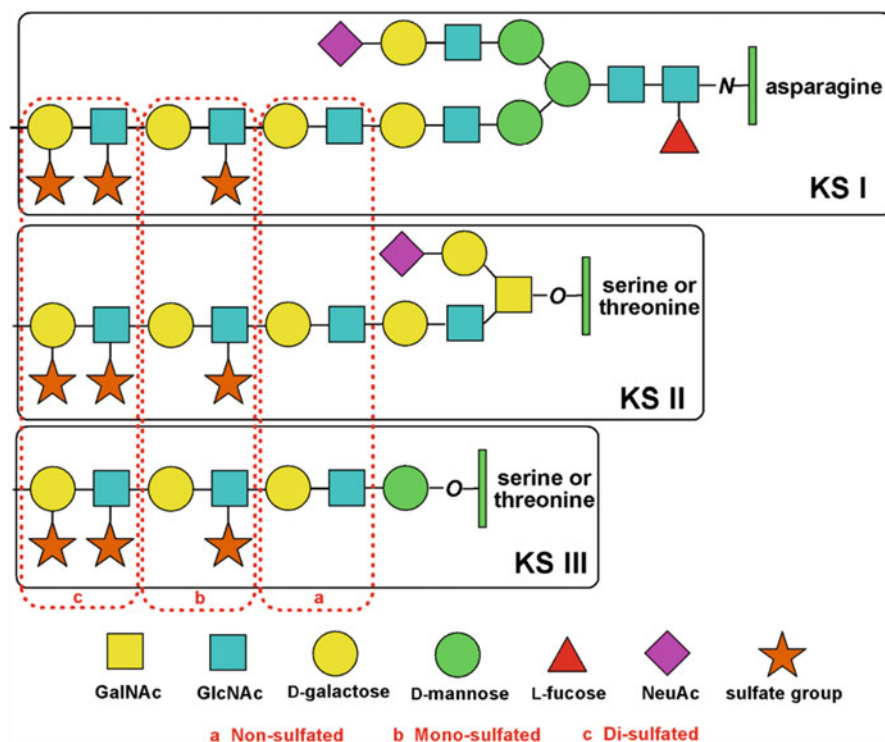 N
asparagine
KS I
O
serine or
threonine
KS II
O
serine or
threonine
KS III
c b a
GalNAc GlcNAc D-galactose D-mannose L-fucose NeuAc sulfate group
a Non-sulfated b Mono-sulfated c Di-sulfated